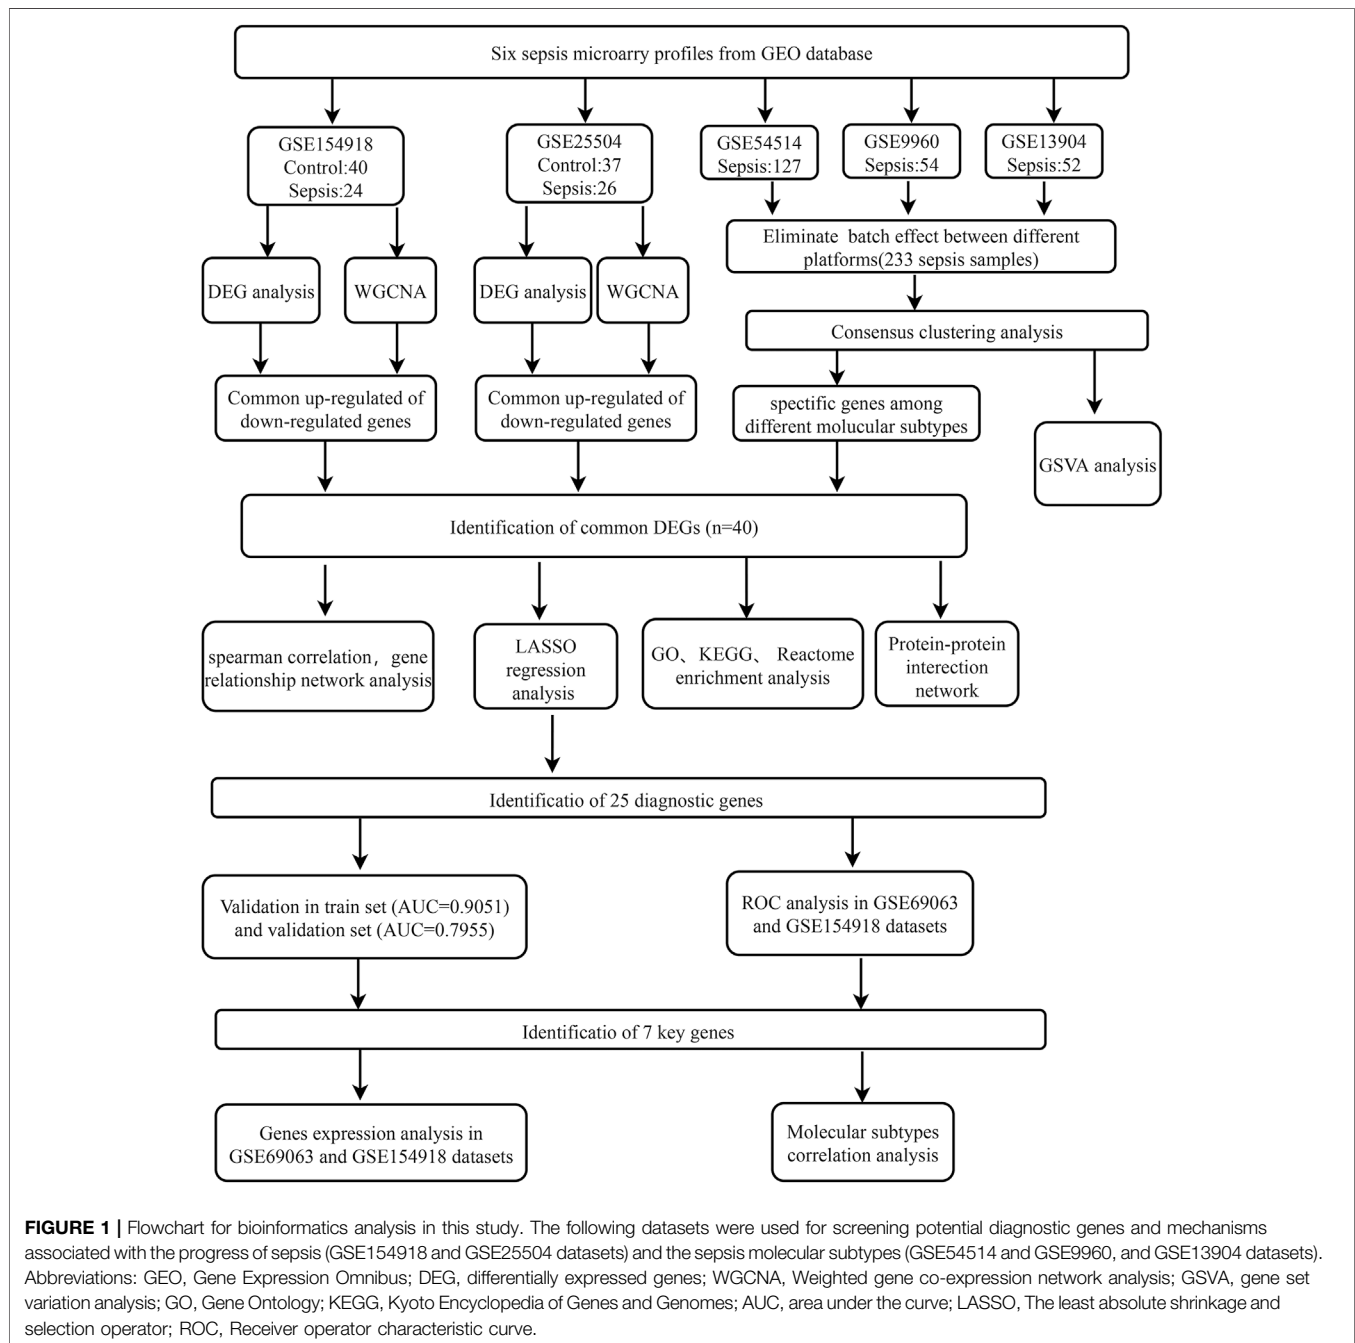 Six sepsis microarry profiles from GEO database
GSE154918
Control:40
Sepsis:24
GSE25504
Control:37
Sepsis:26
GSE54514
Sepsis:127
GSE9960
Sepsis:54
GSE13904
Sepsis:52
Eliminate batch effect between different
platforms(233 sepsis samples)
DEG analysis
WGCNA
DEG analysis
WGCNA
Consensus clustering analysis
Common up-regulated of
down-regulated genes
Common up-regulated of
down-regulated genes
spectific genes among
different molucular subtypes
GSVA analysis
Identification of common DEGs (n=40)
spearman correlation, gene
relationship network analysis
LASSO
regression
analysis
GO、KEGG、 Reactome
enrichment analysis
Protein-protein
interection
network
Identificatio of 25 diagnostic genes
Validation in train set (AUC=0.9051)
and validation set (AUC=0.7955)
ROC analysis in GSE69063
and GSE154918 datasets
Identificatio of 7 key genes
Genes expression analysis in
GSE69063 and GSE154918 datasets
Molecular subtypes
correlation analysis
FIGURE 1 | Flowchart for bioinformatics analysis in this study. The following datasets were used for screening potential diagnostic genes and mechanisms
associated with the progress of sepsis (GSE154918 and GSE25504 datasets) and the sepsis molecular subtypes (GSE54514 and GSE9960, and GSE13904 datasets).
Abbreviations: GEO, Gene Expression Omnibus; DEG, differentially expressed genes; WGCNA, Weighted gene co-expression network analysis; GSVA, gene set
variation analysis; GO, Gene Ontology; KEGG, Kyoto Encyclopedia of Genes and Genomes; AUC, area under the curve; LASSO, The least absolute shrinkage and
selection operator; ROC, Receiver operator characteristic curve.